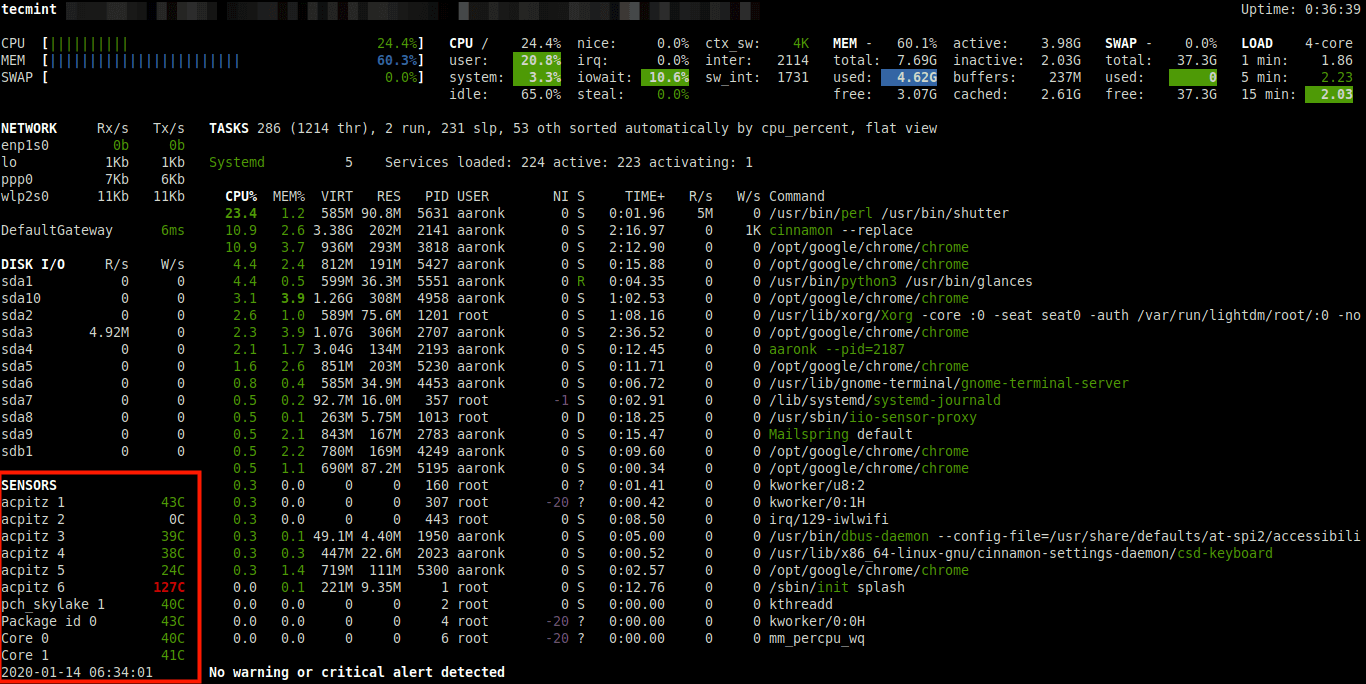 tecmint Uptime: 0:36:39
CPU [|||||||||| 24.4%] CPU / 24.4% nice: 0.0% ctx_sw: 4K MEM - 60.1% active: 3.98G SWAP - 0.0% LOAD 4-core
MEM [|||||||||||||||||||||||| 60.3%] user: 20.8% irq: 0.0% inter: 2114 total: 7.69G inactive: 2.03G total: 37.3G 1 min: 1.86
SWAP [ 0.0%] system: 3.3% iowait: 10.6% sw_int: 1731 used: 4.62G buffers: 237M used: 0 5 min: 2.23
idle: 65.0% steal: 0.0% free: 3.07G cached: 2.61G free: 37.3G 15 min: 2.03
NETWORK Rx/s Tx/s TASKS 286 (1214 thr), 2 run, 231 slp, 53 oth sorted automatically by cpu_percent, flat view
enp1s0 0b 0b
lo 1Kb 1Kb Systemd 5 Services loaded: 224 active: 223 activating: 1
ppp0 7Kb 6Kb
wlp2s0 11Kb 11Kb CPU% MEM% VIRT RES PID USER NI S TIME+ R/s W/s Command
23.4 1.2 585M 90.8M 5631 aaronk 0 S 0:01.96 5M 0 /usr/bin/perl /usr/bin/shutter
DefaultGateway 6ms 10.9 2.6 3.38G 202M 2141 aaronk 0 S 2:16.97 0 1K cinnamon --replace
10.9 3.7 936M 293M 3818 aaronk 0 S 2:12.90 0 0 /opt/google/chrome/chrome
DISK I/O R/s W/s 4.4 2.4 812M 191M 5427 aaronk 0 S 0:15.88 0 0 /opt/google/chrome/chrome
sda1 0 0 4.4 0.5 599M 36.3M 5551 aaronk 0 R 0:04.35 0 0 /usr/bin/python3 /usr/bin/glances
sda10 0 0 3.1 3.9 1.26G 308M 4958 aaronk 0 S 1:02.53 0 0 /opt/google/chrome/chrome
sda2 0 0 2.6 1.0 589M 75.6M 1201 root 0 S 1:08.16 0 0 /usr/lib/xorg/Xorg -core :0 -seat seat0 -auth /var/run/lightdm/root/:0 -no
sda3 4.92M 0 2.3 3.9 1.07G 306M 2707 aaronk 0 S 2:36.52 0 0 /opt/google/chrome/chrome
sda4 0 0 2.1 1.7 3.04G 134M 2193 aaronk 0 S 0:12.45 0 0 aaronk --pid=2187
sda5 0 0 1.6 2.6 851M 203M 5230 aaronk 0 S 0:11.71 0 0 /opt/google/chrome/chrome
sda6 0 0 0.8 0.4 585M 34.9M 4453 aaronk 0 S 0:06.72 0 0 /usr/lib/gnome-terminal/gnome-terminal-server
sda7 0 0 0.5 0.2 92.7M 16.0M 357 root -1 S 0:02.91 0 0 /lib/systemd/systemd-journald
sda8 0 0 0.5 0.1 263M 5.75M 1013 root 0 D 0:18.25 0 0 /usr/sbin/iio-sensor-proxy
sda9 0 0 0.5 2.1 843M 167M 2783 aaronk 0 S 0:15.47 0 0 Mailspring default
sdb1 0 0 0.5 2.2 780M 169M 4249 aaronk 0 S 0:09.60 0 0 /opt/google/chrome/chrome
0.5 1.1 690M 87.2M 5195 aaronk 0 S 0:00.34 0 0 /opt/google/chrome/chrome
SENSORS 0.3 0.0 0 0 160 root 0 ? 0:01.41 0 0 kworker/u8:2
acpitz 1 43C 0.3 0.0 0 0 307 root -20 ? 0:00.42 0 0 kworker/0:1H
acpitz 2 0C 0.3 0.0 0 0 443 root 0 S 0:08.50 0 0 irq/129-iwlwifi
acpitz 3 39C 0.3 0.1 49.1M 4.40M 1950 aaronk 0 S 0:05.00 0 0 /usr/bin/dbus-daemon --config-file=/usr/share/defaults/at-spi2/accessibili
acpitz 4 38C 0.3 0.3 447M 22.6M 2023 aaronk 0 S 0:00.52 0 0 /usr/lib/x86_64-linux-gnu/cinnamon-settings-daemon/csd-keyboard
acpitz 5 24C 0.3 1.4 719M 111M 5300 aaronk 0 S 0:02.57 0 0 /opt/google/chrome/chrome
acpitz 6 127C 0.0 0.1 221M 9.35M 1 root 0 S 0:12.76 0 0 /sbin/init splash
pch_skylake 1 40C 0.0 0.0 0 0 2 root 0 S 0:00.00 0 0 kthreadd
Package id 0 43C 0.0 0.0 0 0 4 root -20 ? 0:00.00 0 0 kworker/0:0H
Core 0 40C 0.0 0.0 0 0 6 root -20 ? 0:00.00 0 0 mm_percpu_wq
Core 1 41C
2020-01-14 06:34:01 No warning or critical alert detected